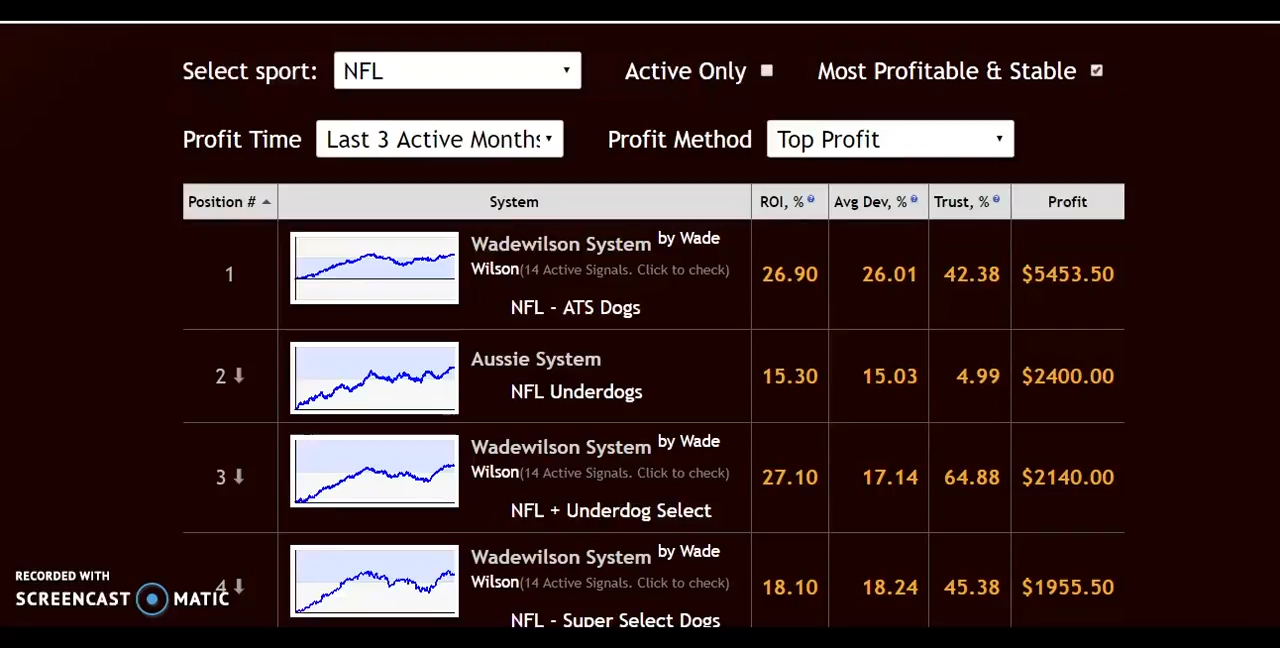 Select sport: NFL Active Only Most Profitable & Stable
Profit Time Last 3 Active Months Profit Method Top Profit
Position # System ROI, % Avg Dev, % Trust, % Profit
1 Wadewilson System by Wade
Wilson(14 Active Signals. Click to check)
NFL - ATS Dogs
26.90 26.01 42.38 $5453.50
2 Aussie System
NFL Underdogs
15.30 15.03 4.99 $2400.00
3 Wadewilson System by Wade
Wilson(14 Active Signals. Click to check)
NFL + Underdog Select
27.10 17.14 64.88 $2140.00
4 Wadewilson System by Wade
Wilson(14 Active Signals. Click to check)
NFL - Super Select Dogs
18.10 18.24 45.38 $1955.50
RECORDED WITH
SCREENCAST MATIC